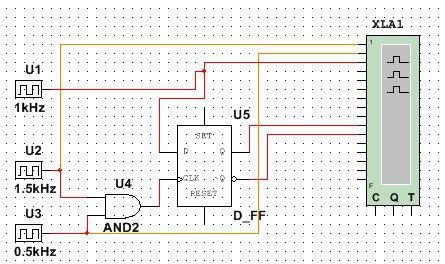 XLA1
1
U1
1kHz
U5
SET
D Q
U2
1.5kHz
U4
CLK ~Q
RESET
AND2
D_FF
U3
0.5kHz
F
C Q T